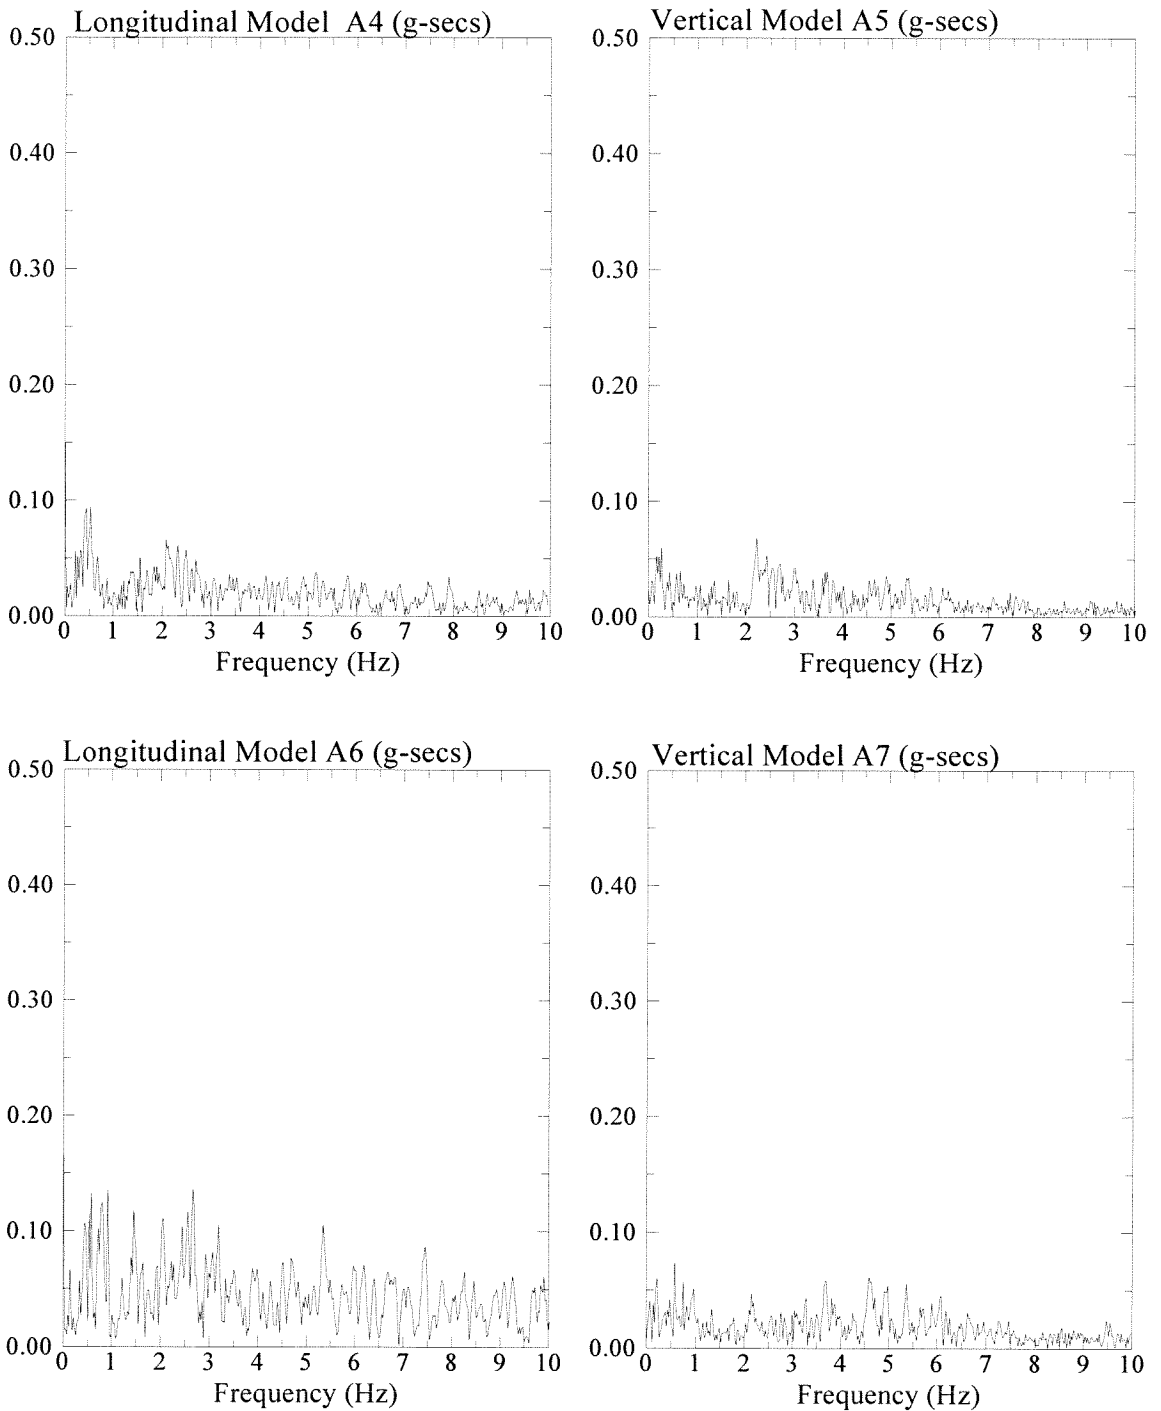 Longitudinal Model A4 (g-secs)
0.50
0.40
0.30
0.20
0.10
0.00
0 1 2 3 4 5 6 7 8 9 10
Frequency (Hz)
Vertical Model A5 (g-secs)
0.50
0.40
0.30
0.20
0.10
0.00
0 1 2 3 4 5 6 7 8 9 10
Frequency (Hz)
Longitudinal Model A6 (g-secs)
0.50
0.40
0.30
0.20
0.10
0.00
0 1 2 3 4 5 6 7 8 9 10
Frequency (Hz)
Vertical Model A7 (g-secs)
0.50
0.40
0.30
0.20
0.10
0.00
0 1 2 3 4 5 6 7 8 9 10
Frequency (Hz)